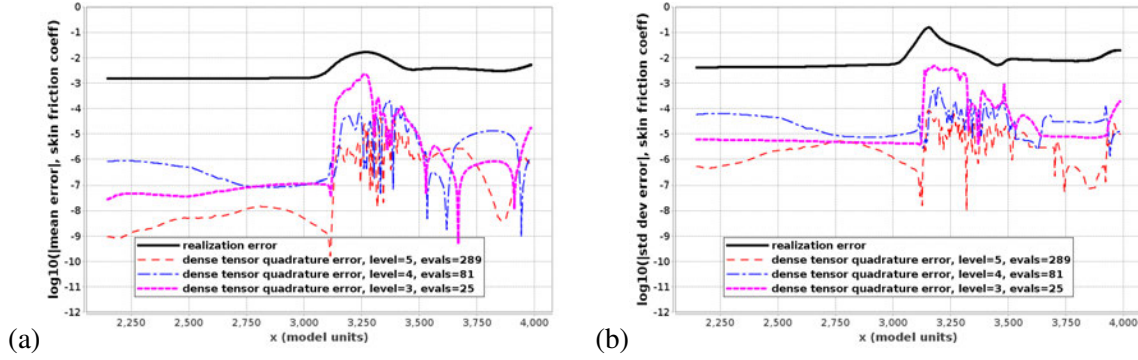 log10(|mean error|, skin friction coeff)
0
-1
-2
-3
-4
-5
-6
-7
-8
-9
-10
-11
-12
realization error
dense tensor quadrature error, level=5, evals=289
dense tensor quadrature error, level=4, evals=81
dense tensor quadrature error, level=3, evals=25
2,250 2,500 2,750 3,000 3,250 3,500 3,750 4,000
x (model units)
(a)
log10(|std dev error|, skin friction coeff)
0
-1
-2
-3
-4
-5
-6
-7
-8
-9
-10
-11
-12
realization error
dense tensor quadrature error, level=5, evals=289
dense tensor quadrature error, level=4, evals=81
dense tensor quadrature error, level=3, evals=25
2,250 2,500 2,750 3,000 3,250 3,500 3,750 4,000
x (model units)
(b)